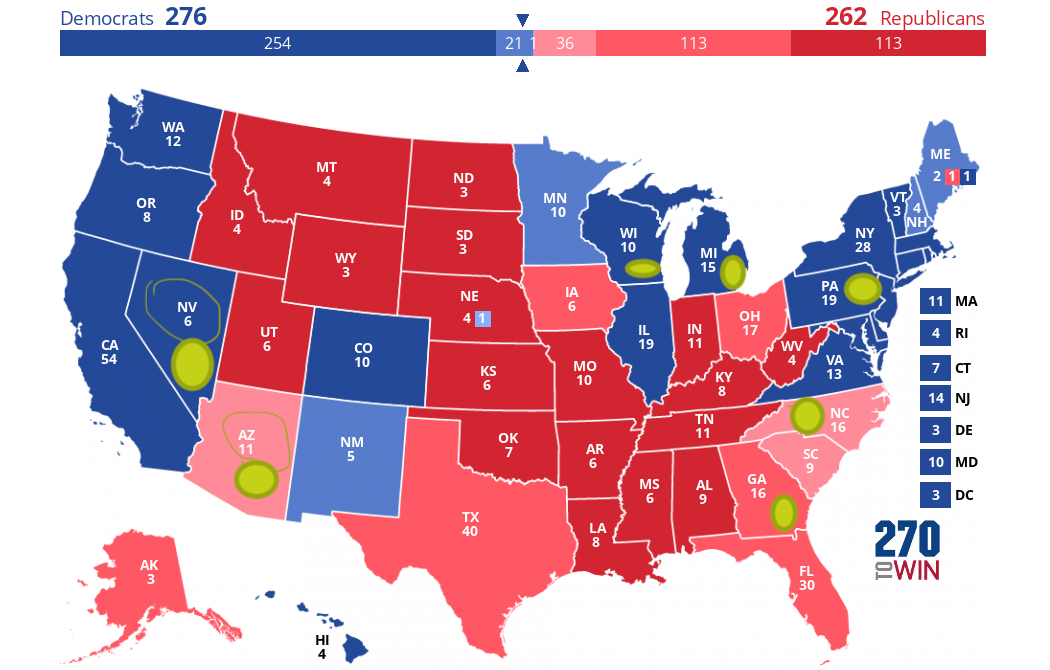 Democrats 276
262 Republicans
254 21 1 36 113 113
WA
12
OR
8
CA
54
NV
6
ID
4
MT
4
WY
3
UT
6
AZ
11
CO
10
NM
5
ND
3
SD
3
NE
4 1
KS
6
OK
7
TX
40
MN
10
IA
6
MO
10
AR
6
LA
8
WI
10
IL
19
MI
15
IN
11
OH
17
KY
8
TN
11
MS
6
AL
9
GA
16
FL
30
SC
9
NC
16
VA
13
WV
4
PA
19
NY
28
VT
3
4
NH
ME
2 1 1
11 MA
4 RI
7 CT
14 NJ
3 DE
10 MD
3 DC
AK
3
HI
4
270
TO WIN